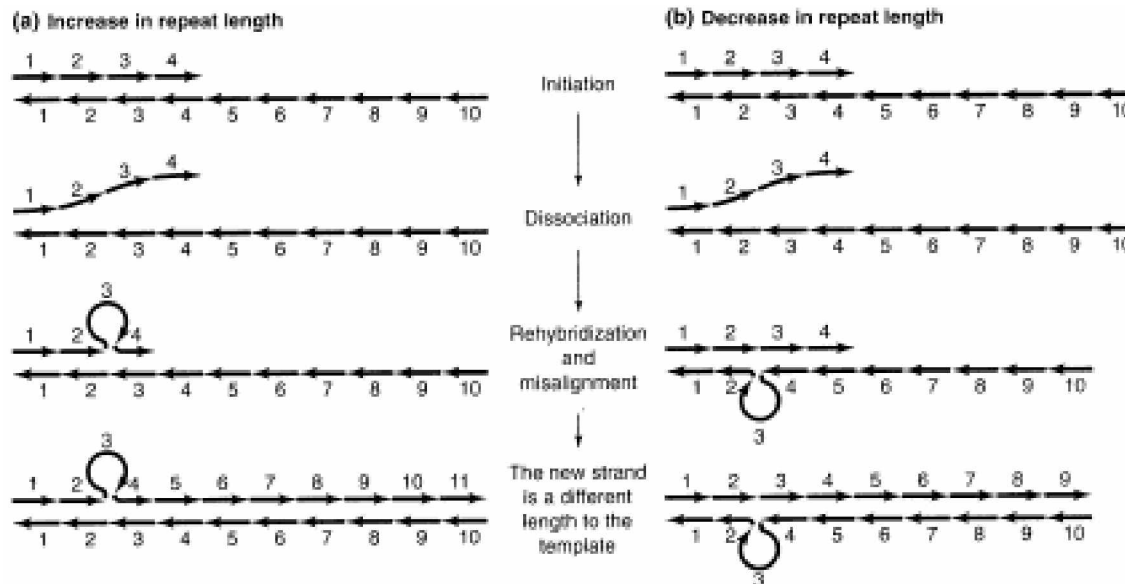 (a) Increase in repeat length
1 2 3 4
1 2 3 4 5 6 7 8 9 10
1 2 3 4
1 2 3 4 5 6 7 8 9 10
3
1 2 4
1 2 3 4 5 6 7 8 9 10
3
1 2 4 5 6 7 8 9 10 11
1 2 3 4 5 6 7 8 9 10
Initiation
Dissociation
Rehybridization
and
misalignment
The new strand
is a different
length to the
template
(b) Decrease in repeat length
1 2 3 4
1 2 3 4 5 6 7 8 9 10
1 2 3 4
1 2 3 4 5 6 7 8 9 10
1 2 3 4
1 2 4 5 6 7 8 9 10
3
1 2 3 4 5 6 7 8 9
1 2 4 5 6 7 8 9 10
3